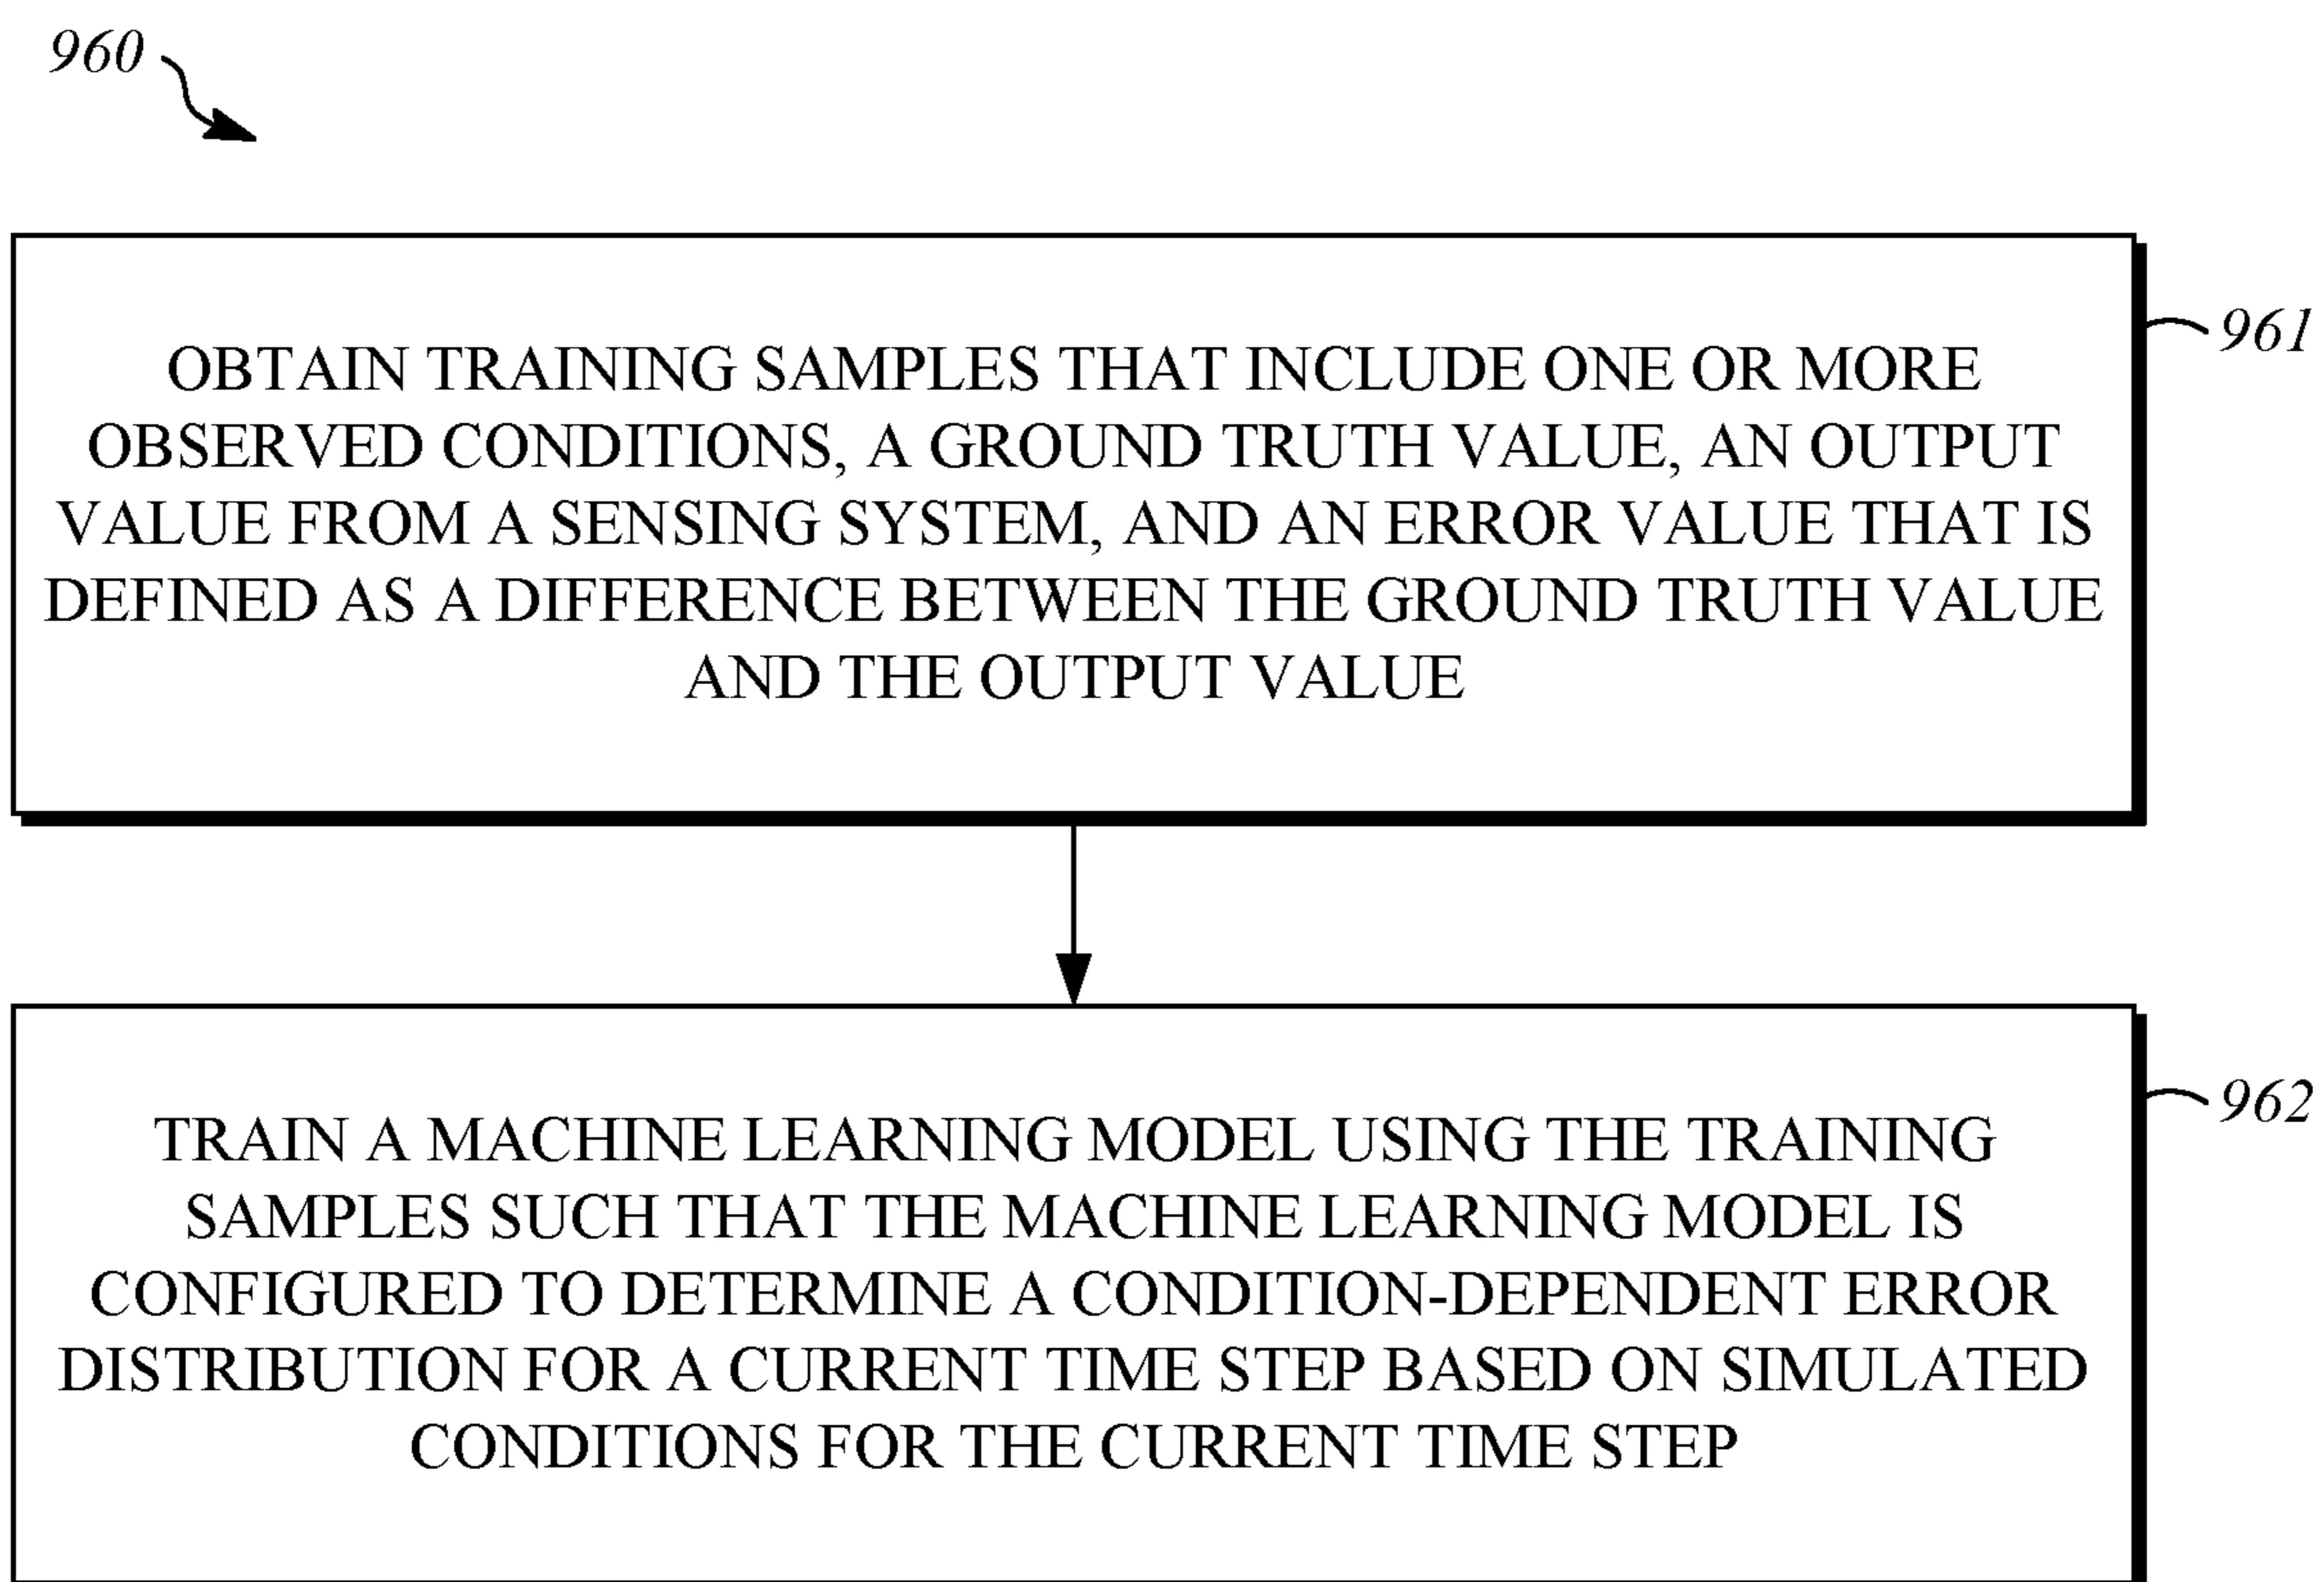 960
961
OBTAIN TRAINING SAMPLES THAT INCLUDE ONE OR MORE
OBSERVED CONDITIONS, A GROUND TRUTH VALUE, AN OUTPUT
VALUE FROM A SENSING SYSTEM, AND AN ERROR VALUE THAT IS
DEFINED AS A DIFFERENCE BETWEEN THE GROUND TRUTH VALUE
AND THE OUTPUT VALUE
962
TRAIN A MACHINE LEARNING MODEL USING THE TRAINING
SAMPLES SUCH THAT THE MACHINE LEARNING MODEL IS
CONFIGURED TO DETERMINE A CONDITION-DEPENDENT ERROR
DISTRIBUTION FOR A CURRENT TIME STEP BASED ON SIMULATED
CONDITIONS FOR THE CURRENT TIME STEP